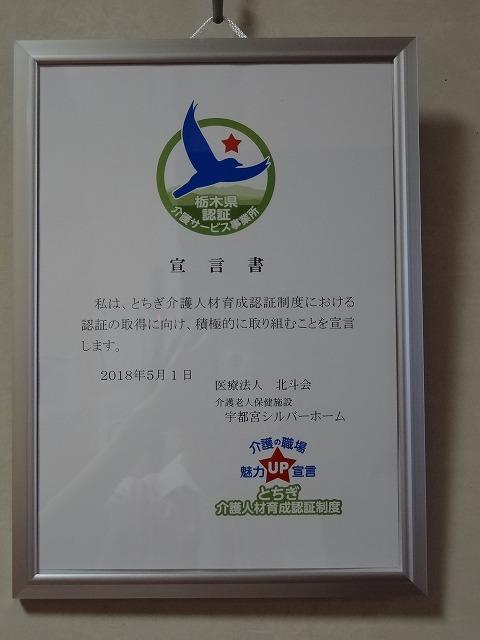 栃木県
認証
介護サービス事業所
宣言書
私は、とちぎ介護人材育成認証制度における
認証の取得に向け、積極的に取り組むことを宣言
します。
2018年5月1日
医療法人 北斗会
介護老人保健施設
宇都宮シルバーホーム
介護の職場
魅力UP宣言
とちぎ
介護人材育成認証制度